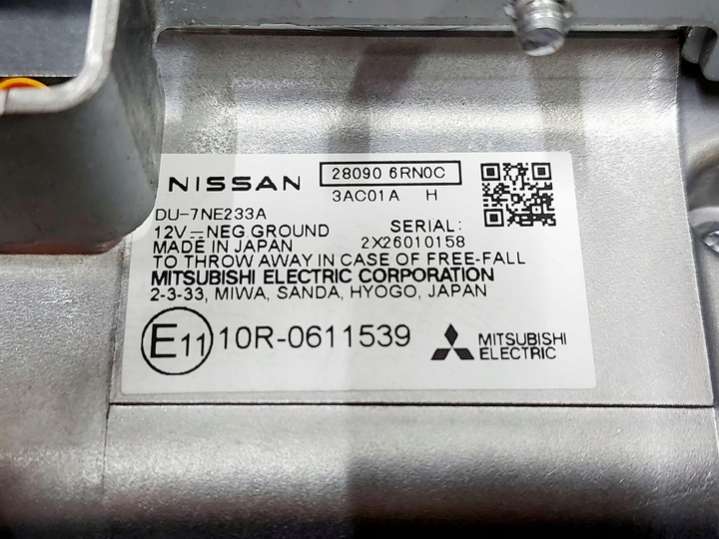 NISSAN
28090 6RN0C
3AC01A H
DU-7NE233A
12V⎓NEG GROUND
SERIAL:
MADE IN JAPAN
2X26010158
TO THROW AWAY IN CASE OF FREE-FALL
MITSUBISHI ELECTRIC CORPORATION
2-3-33, MIWA, SANDA, HYOGO, JAPAN
E11 10R-0611539
MITSUBISHI
ELECTRIC